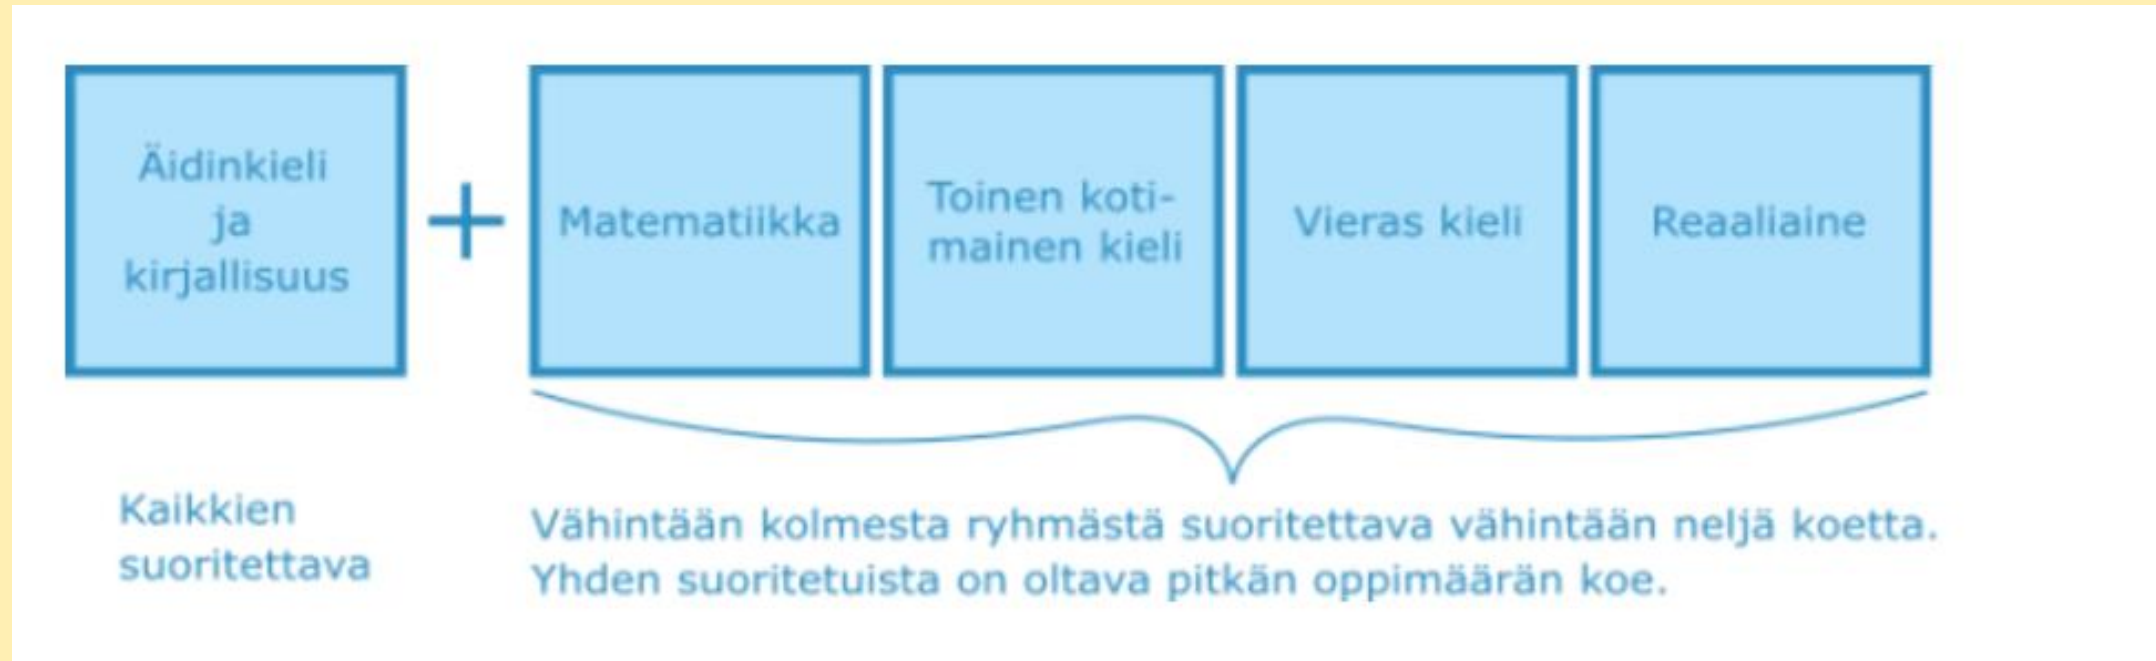 Äidinkieli
ja
kirjallisuus
+
Matematiikka
Toinen koti-
mainen kieli
Vieras kieli
Reaaliaine
Kaikkien
suoritettava
Vähintään kolmesta ryhmästä suoritettava vähintään neljä koetta.
Yhden suoritetuista on oltava pitkän oppimäärän koe.